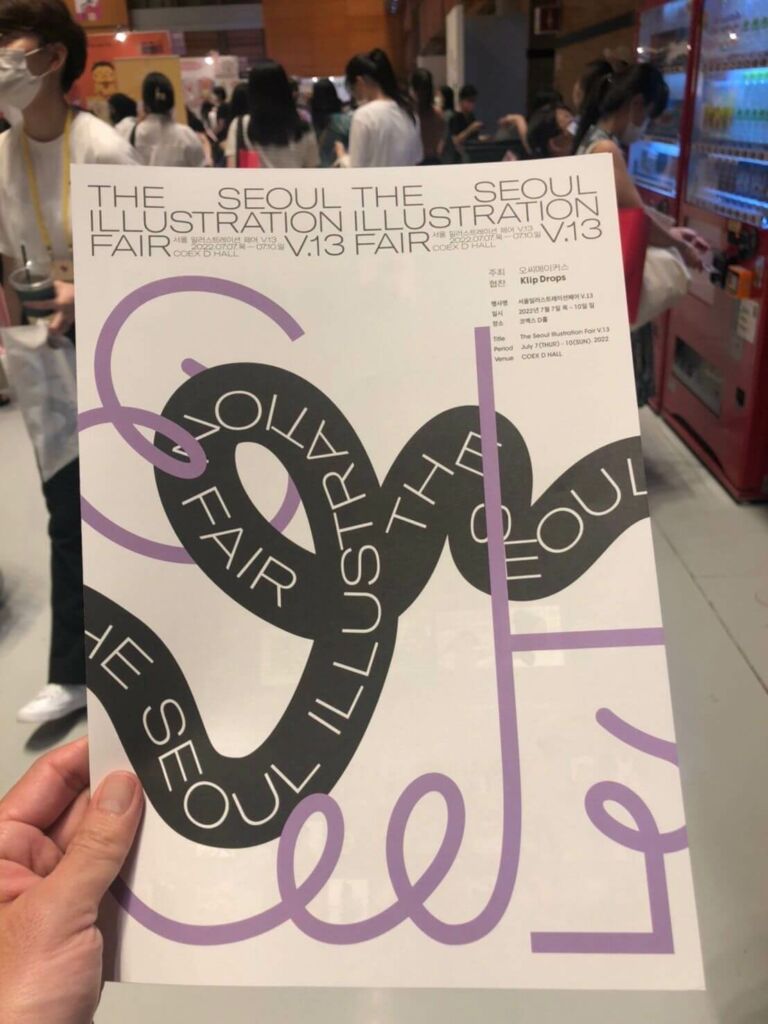 THE SEOUL THE SEOUL
ILLUSTRATION ILLUSTRATION
FAIR 서울 일러스트레이션 페어 V.13 V.13 FAIR 서울 일러스트레이션 페어 V.13 V.13
2022.07.07.목 — 07.10.일 2022.07.07.목 — 07.10.일
COEX D HALL COEX D HALL
주최 오씨메이커스
협찬 Klip Drops
행사명 서울일러스트레이션페어 V.13
일시 2022년 7월 7일 목 - 10일 일
장소 코엑스 D홀
Title The Seoul Illustration Fair V.13
Period July 7(THUR) - 10(SUN). 2022
Venue COEX D HALL
THE SEOUL
ILLUSTRATION
FAIR
HE SEOUL